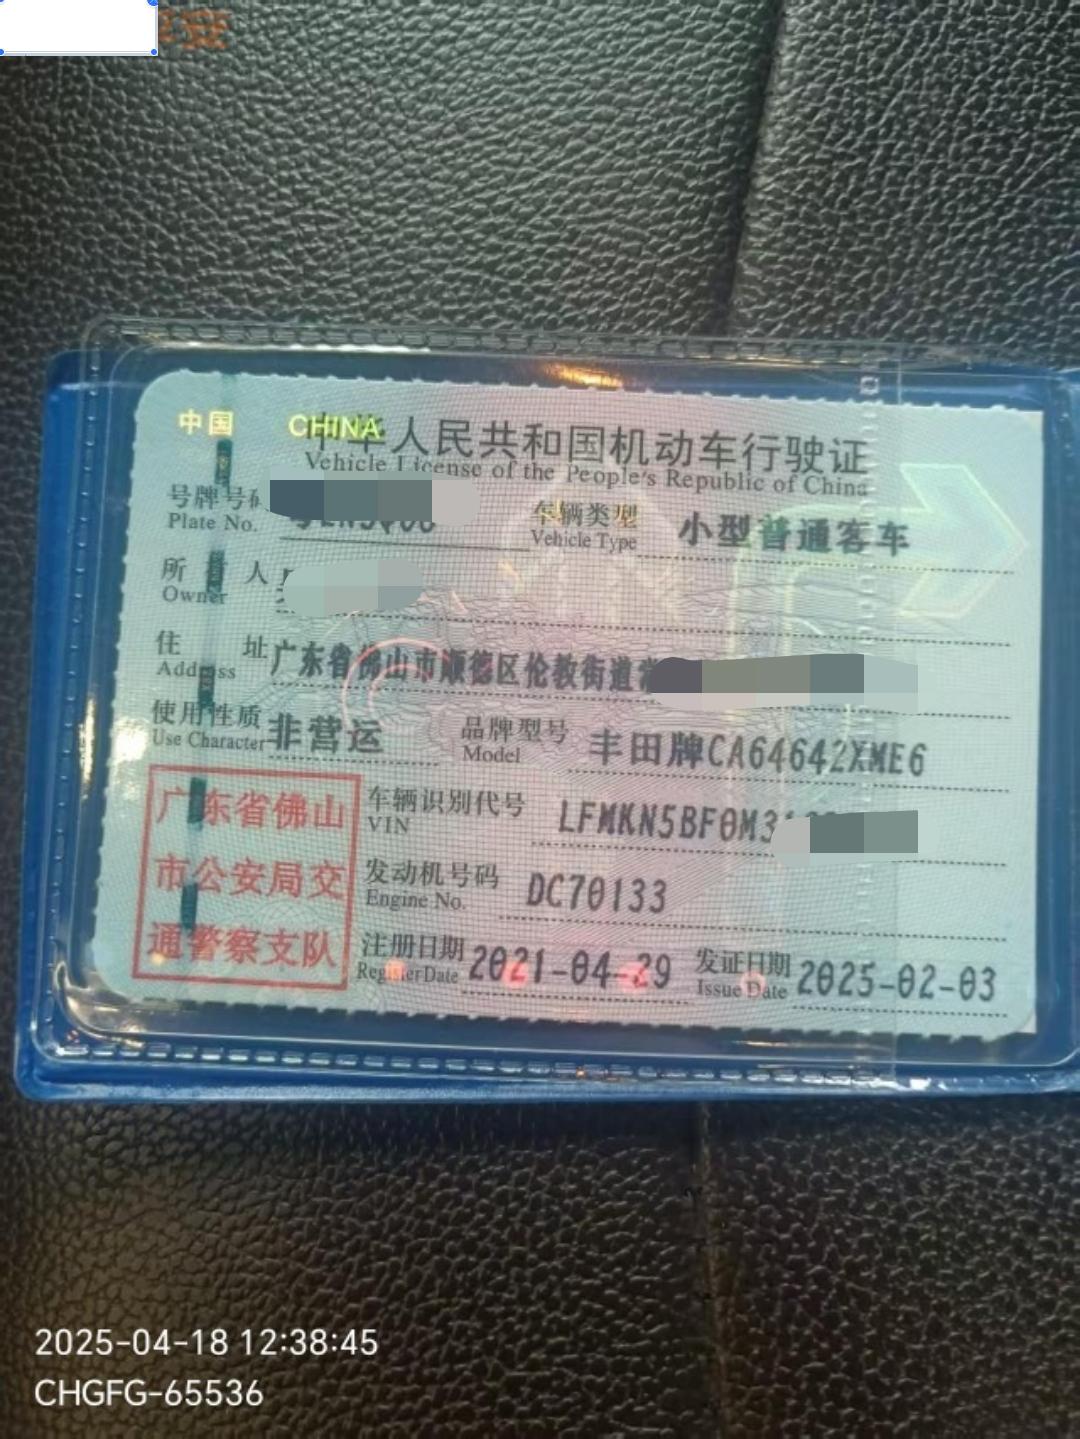 中国 CHINA
中华人民共和国机动车行驶证
Vehicle License of the People's Republic of China
号牌号码
Plate No.
车辆类型 小型普通客车
Vehicle Type
所 人
Owner
住 址 广东省佛山市顺德区伦教街道常
Address
使用性质 非营运
Use Character
品牌型号 丰田牌CA64642XME6
Model
车辆识别代号 LFMKN5BF0M3
VIN
发动机号码 DC70133
Engine No.
注册日期 2021-04-29
Register Date
发证日期 2025-02-03
Issue Date
广东省佛山
市公安局交
通警察支队
2025-04-18 12:38:45
CHGFG-65536